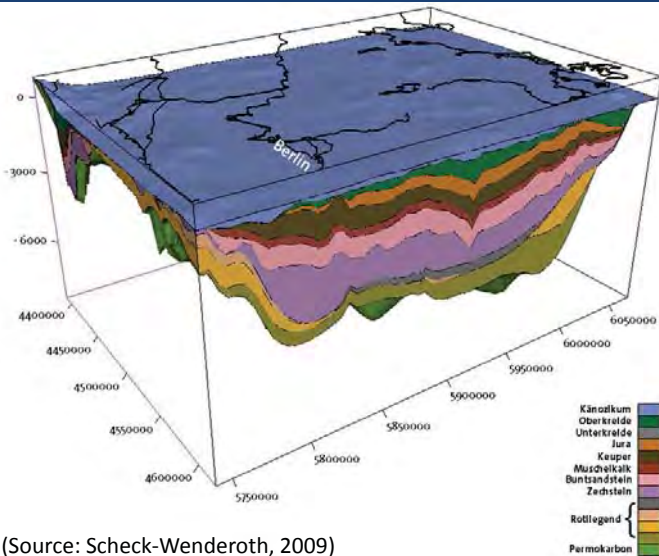 0
-3000
-6000
Berlin
4400000
4450000
4500000
4550000
4600000
5750000
5800000
5850000
5900000
5950000
6000000
6050000
Känozikum
Oberkreide
Unterkreide
Jura
Keuper
Muschelkalk
Buntsandstein
Zechstein
Rotliegend
Permokarbon
(Source: Scheck-Wenderoth, 2009)